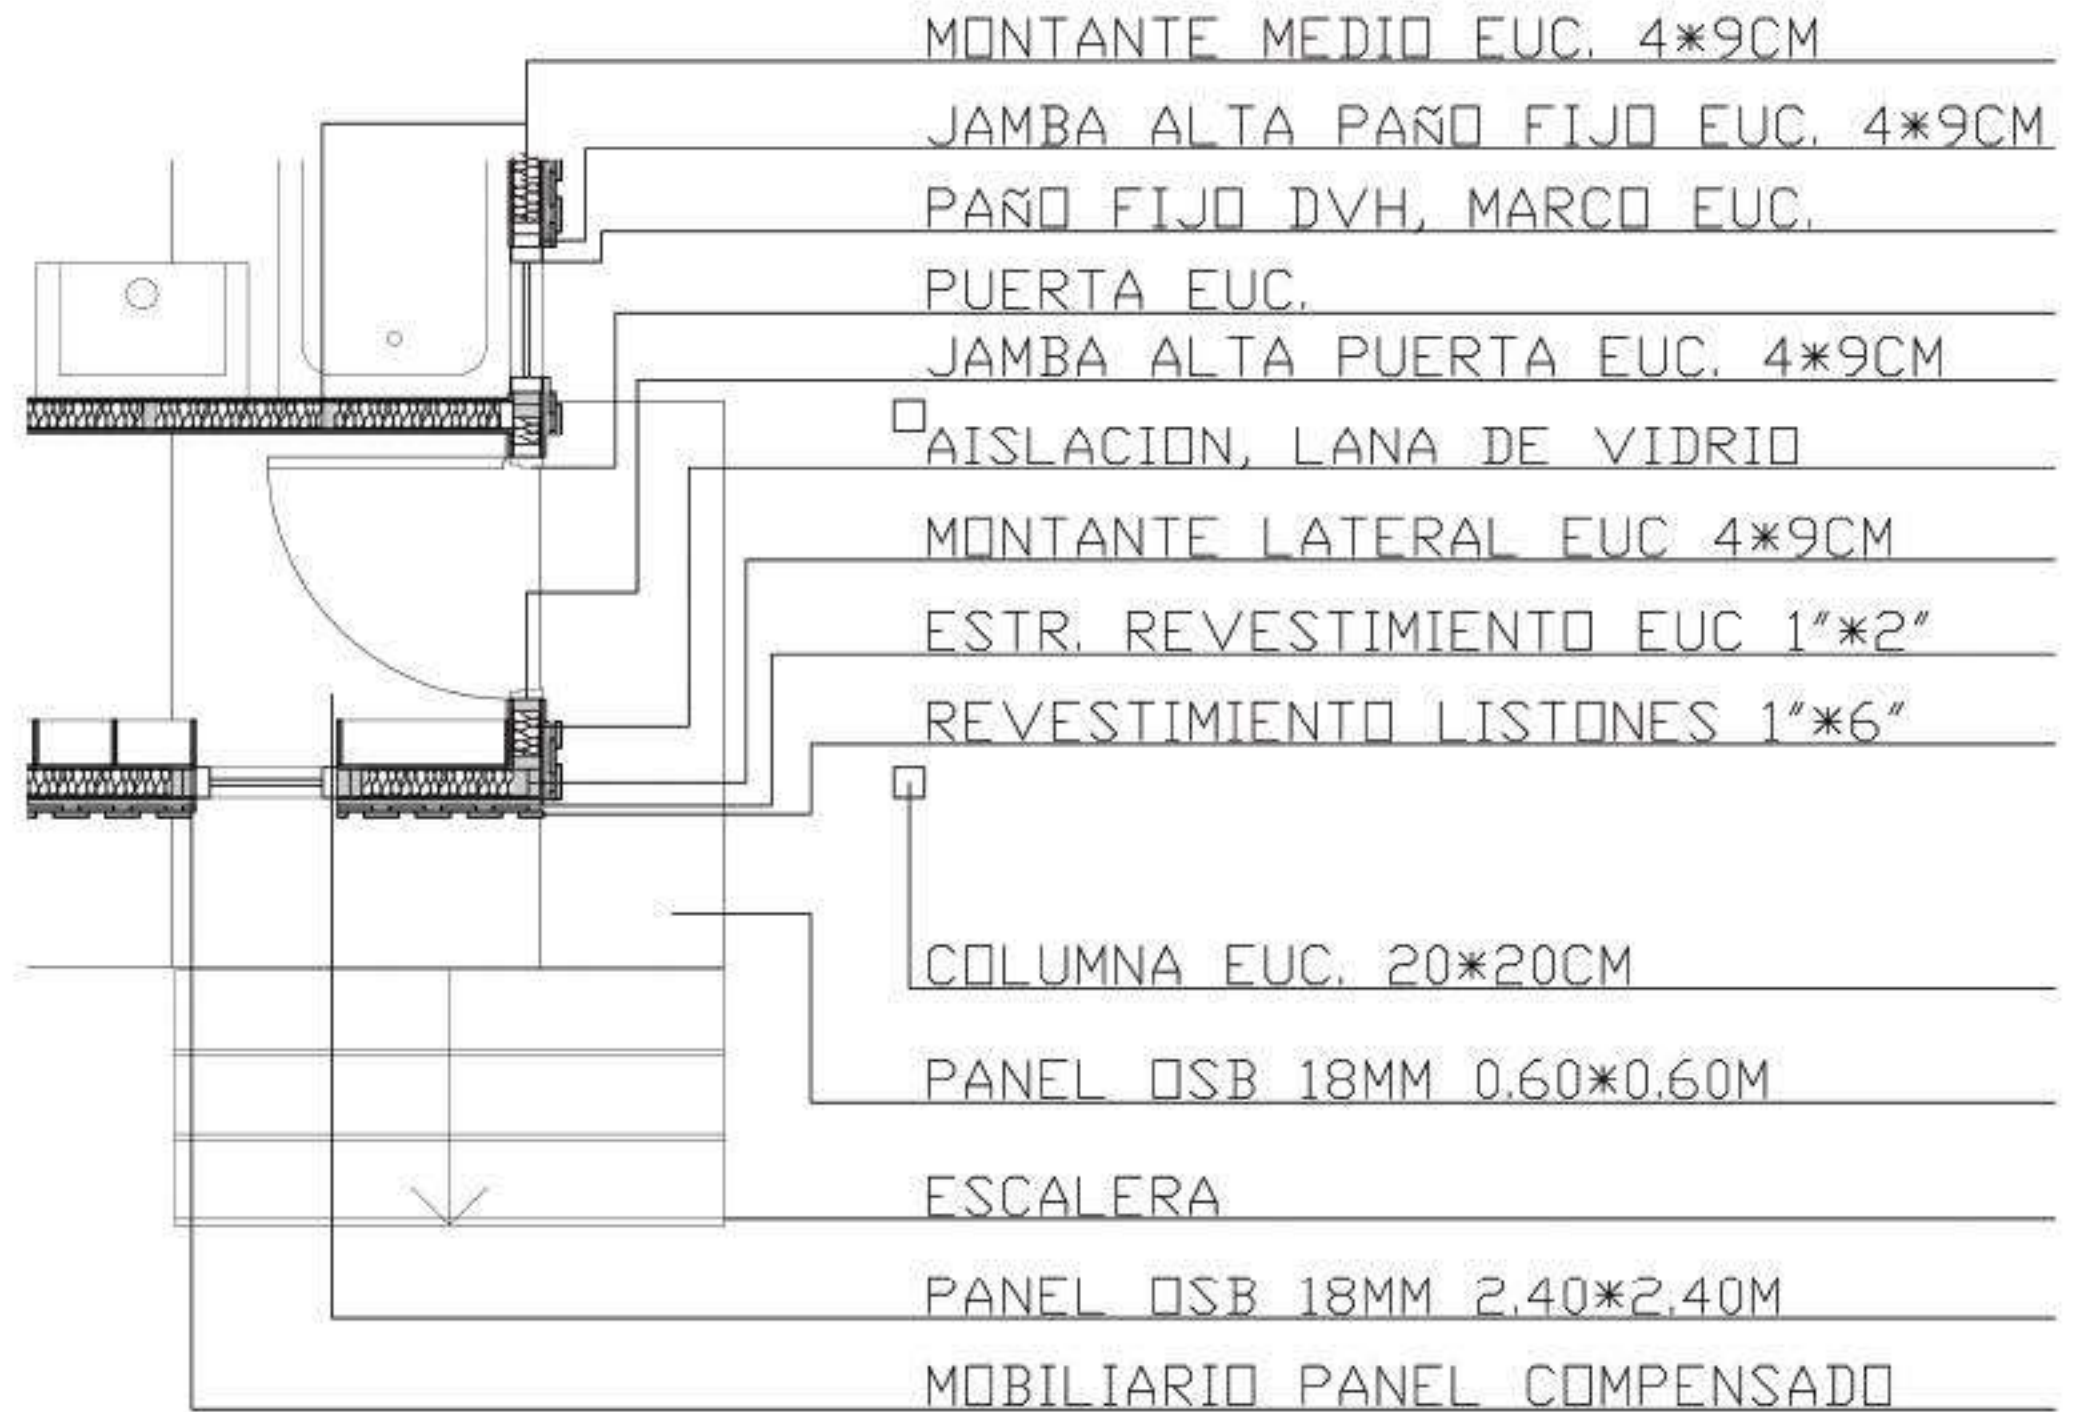 MONTANTE MEDIO EUC. 4*9CM
JAMBA ALTA PAÑO FIJO EUC. 4*9CM
PAÑO FIJO DVH, MARCO EUC.
PUERTA EUC.
JAMBA ALTA PUERTA EUC. 4*9CM
AISLACION, LANA DE VIDRIO
MONTANTE LATERAL EUC 4*9CM
ESTR. REVESTIMIENTO EUC 1"*2"
REVESTIMIENTO LISTONES 1"*6"
COLUMNA EUC. 20*20CM
PANEL OSB 18MM 0.60*0.60M
ESCALERA
PANEL OSB 18MM 2.40*2.40M
MOBILIARIO PANEL COMPENSADO